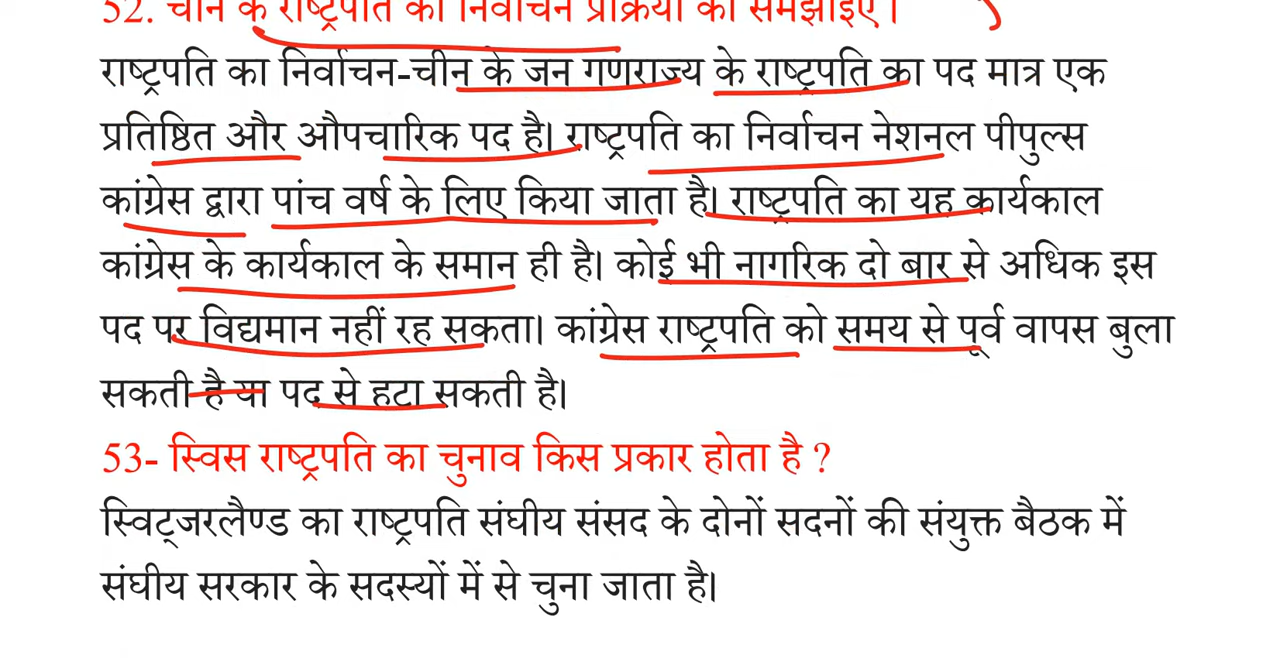 52. चीन के राष्ट्रपति की निर्वाचन प्रक्रिया को समझाइए।
राष्ट्रपति का निर्वाचन-चीन के जन गणराज्य के राष्ट्रपति का पद मात्र एक
प्रतिष्ठित और औपचारिक पद है। राष्ट्रपति का निर्वाचन नेशनल पीपुल्स
कांग्रेस द्वारा पांच वर्ष के लिए किया जाता है। राष्ट्रपति का यह कार्यकाल
कांग्रेस के कार्यकाल के समान ही है। कोई भी नागरिक दो बार से अधिक इस
पद पर विद्यमान नहीं रह सकता। कांग्रेस राष्ट्रपति को समय से पूर्व वापस बुला
सकती है या पद से हटा सकती है।
53- स्विस राष्ट्रपति का चुनाव किस प्रकार होता है ?
स्विट्जरलैण्ड का राष्ट्रपति संघीय संसद के दोनों सदनों की संयुक्त बैठक में
संघीय सरकार के सदस्यों में से चुना जाता है।